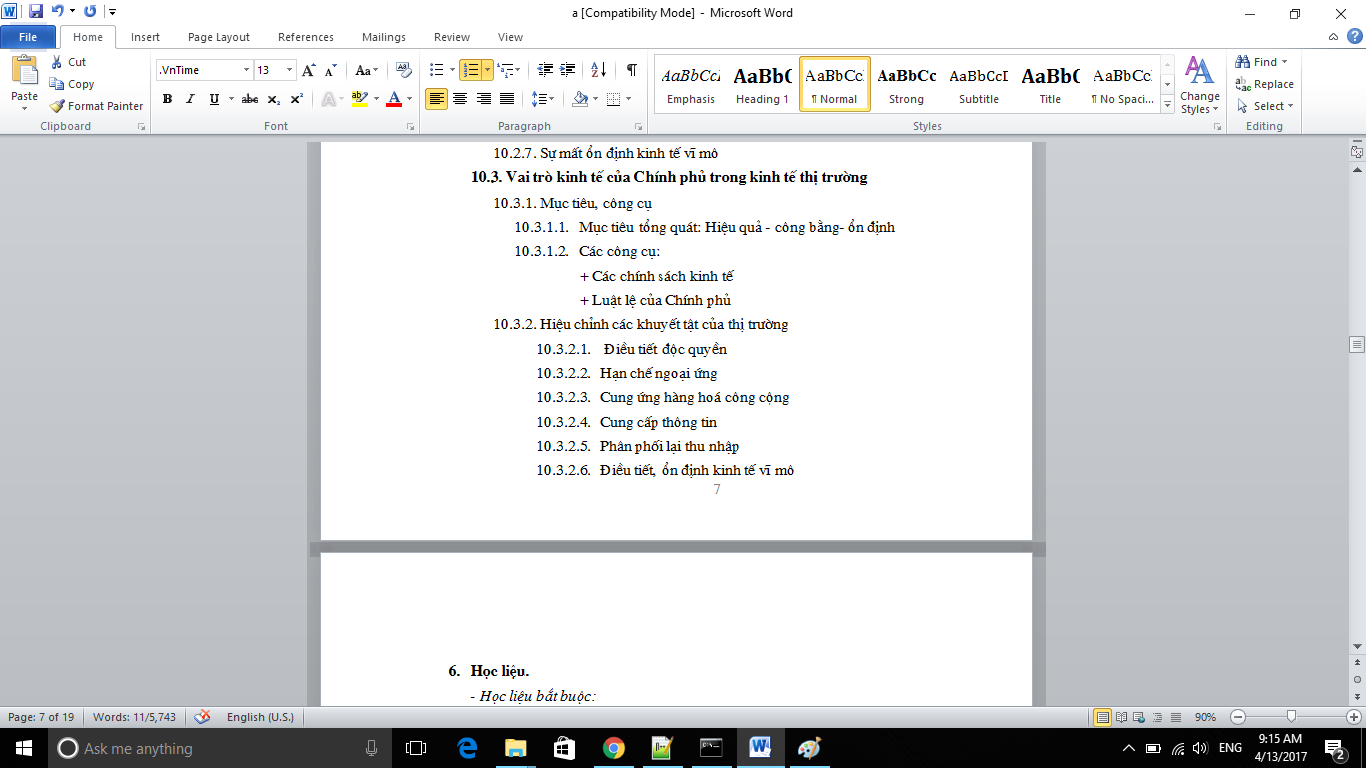 a [Compatibility Mode] - Microsoft Word
File Home Insert Page Layout References Mailings Review View
Paste
Cut
Copy
Format Painter
Clipboard
.VnTime 13
Font
Paragraph
AaBbCcI AaBbC AaBbCc AaBbCc AaBbCcI AaBbC AaBbCc
Emphasis Heading 1 ¶ Normal Strong Subtitle Title ¶ No Spaci...
Styles
Change Styles
Find
Replace
Select
Editing
10.2.7. Sự mất ổn định kinh tế vĩ mô
10.3. Vai trò kinh tế của Chính phủ trong kinh tế thị trường
10.3.1. Mục tiêu, công cụ
10.3.1.1. Mục tiêu tổng quát: Hiệu quả - công bằng- ổn định
10.3.1.2. Các công cụ:
+ Các chính sách kinh tế
+ Luật lệ của Chính phủ
10.3.2. Hiệu chỉnh các khuyết tật của thị trường
10.3.2.1. Điều tiết độc quyền
10.3.2.2. Hạn chế ngoại ứng
10.3.2.3. Cung ứng hàng hoá công cộng
10.3.2.4. Cung cấp thông tin
10.3.2.5. Phân phối lại thu nhập
10.3.2.6. Điều tiết, ổn định kinh tế vĩ mô
7
6. Học liệu.
- Học liệu bắt buộc:
Page: 7 of 19 Words: 11/5,743 English (U.S.) 90%
Ask me anything
ENG 9:15 AM
4/13/2017 2